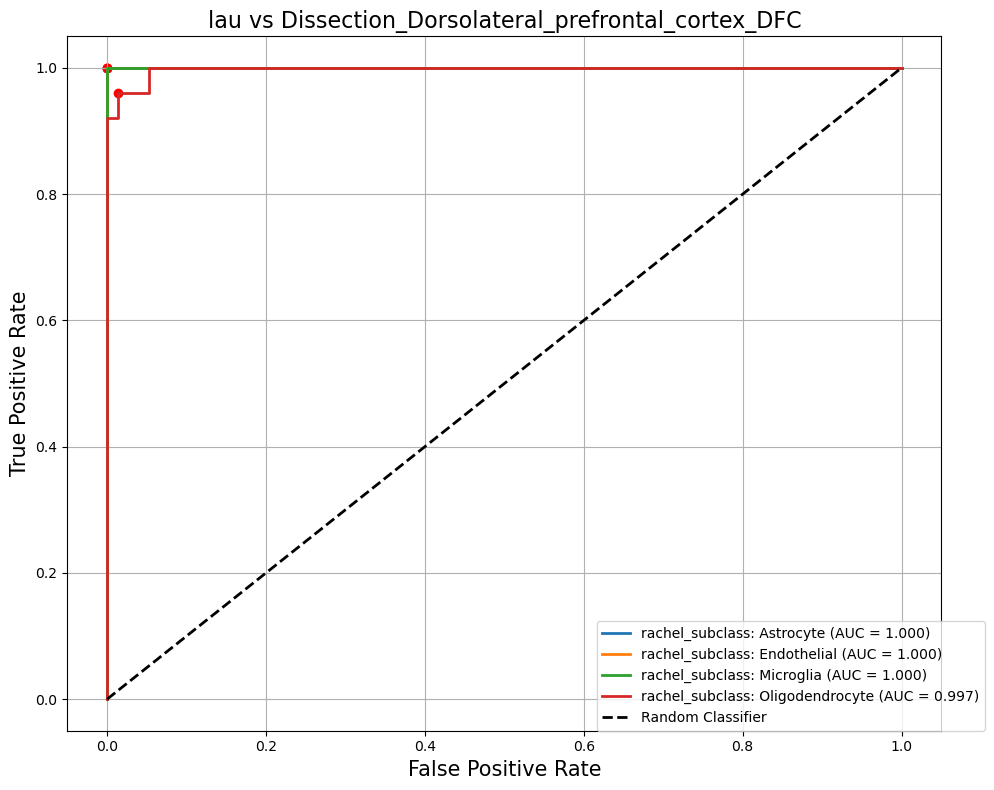 lau vs Dissection_Dorsolateral_prefrontal_cortex_DFC
True Positive Rate
1.0
0.8
0.6
0.4
0.2
0.0
rachel_subclass: Astrocyte (AUC = 1.000)
rachel_subclass: Endothelial (AUC = 1.000)
rachel_subclass: Microglia (AUC = 1.000)
rachel_subclass: Oligodendrocyte (AUC = 0.997)
Random Classifier
0.0 0.2 0.4 0.6 0.8 1.0
False Positive Rate